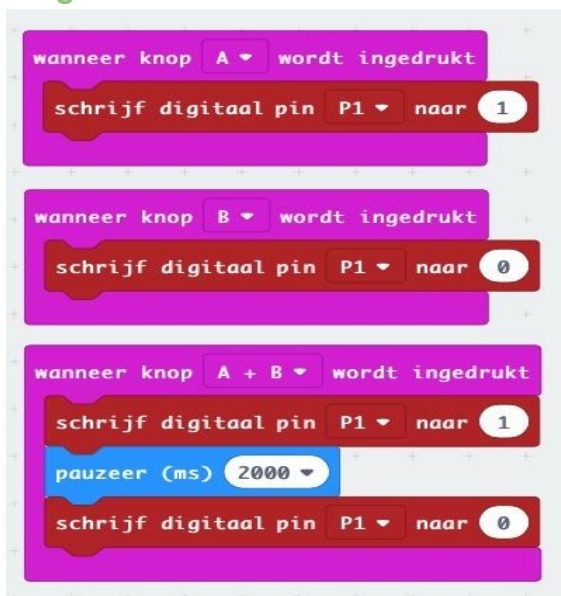 wanneer knop A wordt ingedrukt
schrijf digitaal pin P1 naar 1
wanneer knop B wordt ingedrukt
schrijf digitaal pin P1 naar 0
wanneer knop A + B wordt ingedrukt
schrijf digitaal pin P1 naar 1
pauzeer (ms) 2000
schrijf digitaal pin P1 naar 0